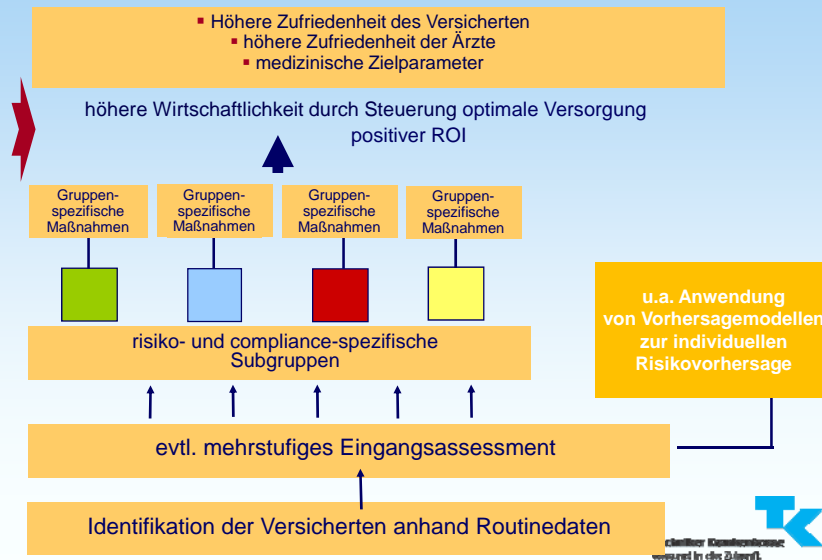 ▪ Höhere Zufriedenheit des Versicherten
▪ höhere Zufriedenheit der Ärzte
▪ medizinische Zielparameter
höhere Wirtschaftlichkeit durch Steuerung optimale Versorgung
positiver ROI
Gruppen-
spezifische
Maßnahmen
Gruppen-
spezifische
Maßnahmen
Gruppen-
spezifische
Maßnahmen
Gruppen-
spezifische
Maßnahmen
u.a. Anwendung
von Vorhersagemodellen
zur individuellen
Risikovorhersage
risiko- und compliance-spezifische
Subgruppen
evtl. mehrstufiges Eingangsassessment
Identifikation der Versicherten anhand Routinedaten
TK